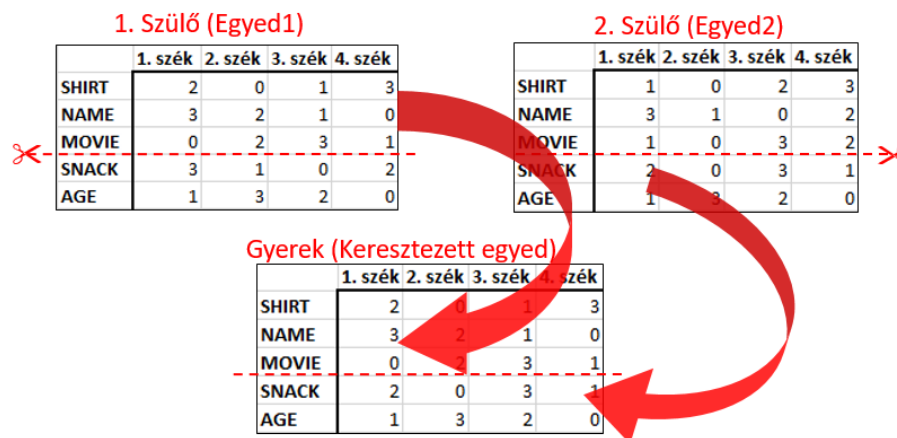 1. Szülő (Egyed1)
1. szék 2. szék 3. szék 4. szék
SHIRT 2 0 1 3
NAME 3 2 1 0
MOVIE 0 2 3 1
SNACK 3 1 0 2
AGE 1 3 2 0
2. Szülő (Egyed2)
1. szék 2. szék 3. szék 4. szék
SHIRT 1 0 2 3
NAME 3 1 0 2
MOVIE 1 0 3 2
SNACK 2 0 3 1
AGE 1 3 2 0
Gyerek (Keresztezett egyed)
1. szék 2. szék 3. szék 4. szék
SHIRT 2 0 1 3
NAME 3 2 1 0
MOVIE 0 2 3 1
SNACK 2 0 3 1
AGE 1 3 2 0